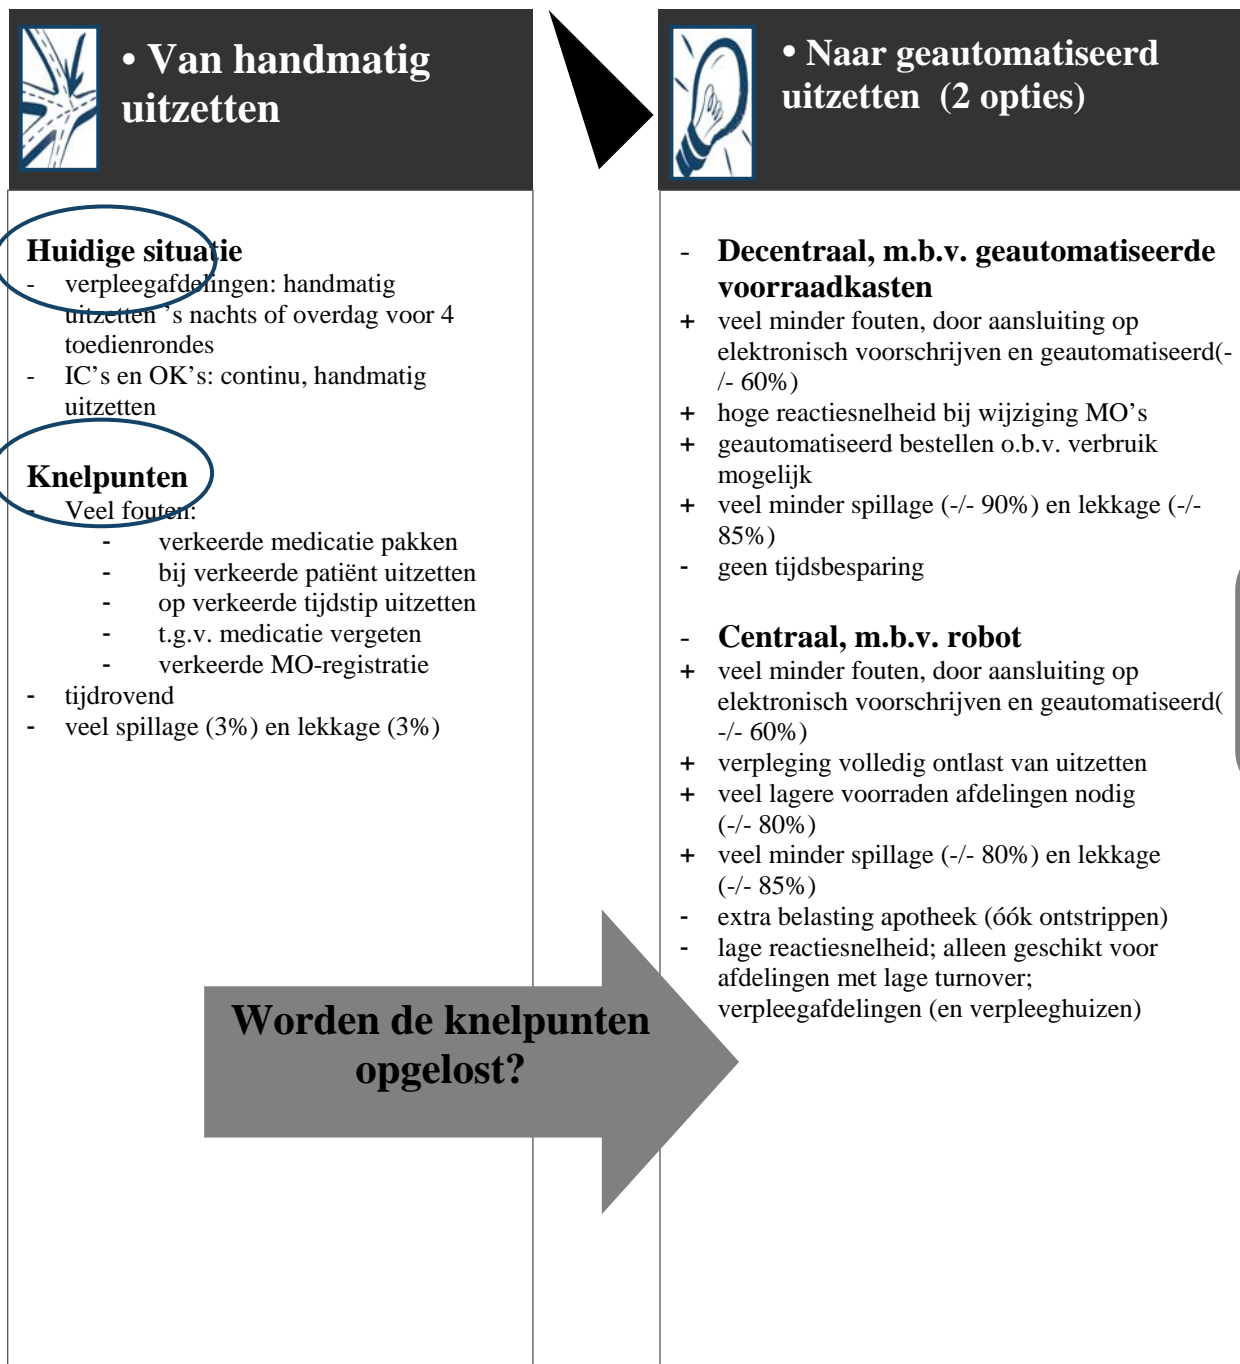 • Van handmatig
uitzetten
Huidige situatie
- verpleegafdelingen: handmatig
uitzetten 's nachts of overdag voor 4
toedienrondes
- IC's en OK's: continu, handmatig
uitzetten
Knelpunten
- Veel fouten:
- verkeerde medicatie pakken
- bij verkeerde patiënt uitzetten
- op verkeerde tijdstip uitzetten
- t.g.v. medicatie vergeten
- verkeerde MO-registratie
- tijdrovend
- veel spillage (3%) en lekkage (3%)
Worden de knelpunten
opgelost?
• Naar geautomatiseerd
uitzetten (2 opties)
- Decentraal, m.b.v. geautomatiseerde
voorraadkasten
+ veel minder fouten, door aansluiting op
elektronisch voorschrijven en geautomatiseerd(-
/- 60%)
+ hoge reactiesnelheid bij wijziging MO's
+ geautomatiseerd bestellen o.b.v. verbruik
mogelijk
+ veel minder spillage (-/- 90%) en lekkage (-/-
85%)
- geen tijdsbesparing
- Centraal, m.b.v. robot
+ veel minder fouten, door aansluiting op
elektronisch voorschrijven en geautomatiseerd(
-/- 60%)
+ verpleging volledig ontlast van uitzetten
+ veel lagere voorraden afdelingen nodig
(-/- 80%)
+ veel minder spillage (-/- 80%) en lekkage
(-/- 85%)
- extra belasting apotheek (óók ontstrippen)
- lage reactiesnelheid; alleen geschikt voor
afdelingen met lage turnover;
verpleegafdelingen (en verpleeghuizen)